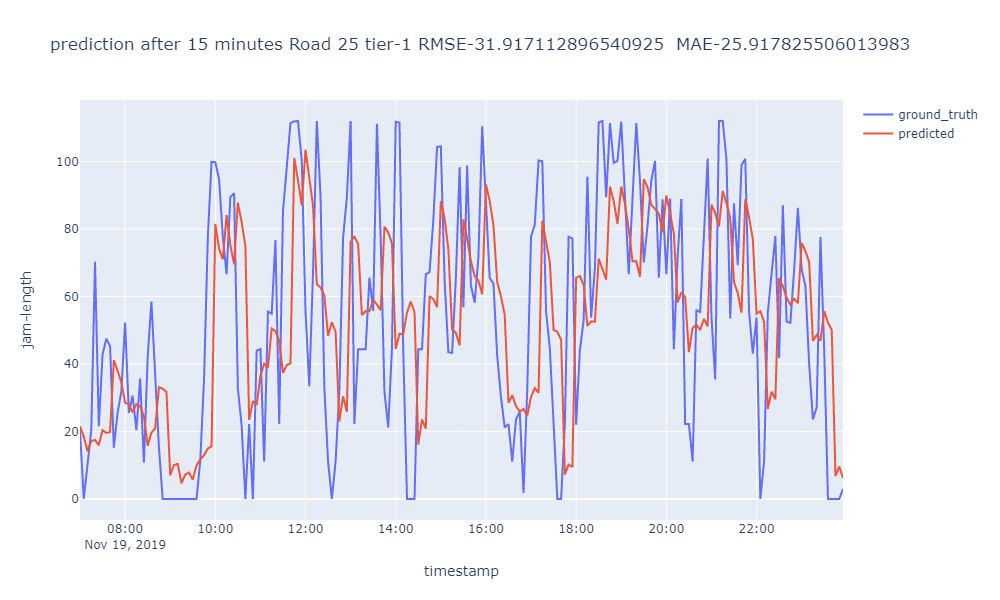 prediction after 15 minutes Road 25 tier-1 RMSE-31.917112896540925  MAE-25.917825506013983
ground_truth
predicted
100
80
60
40
20
0
jam-length
08:00 10:00 12:00 14:00 16:00 18:00 20:00 22:00
Nov 19, 2019
timestamp